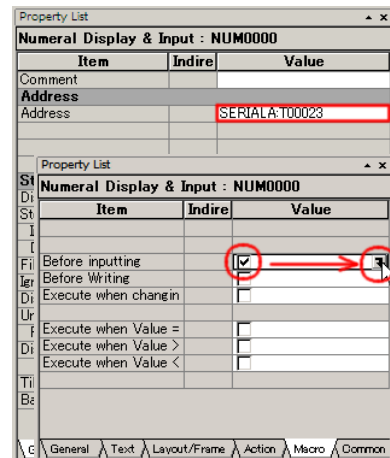 Property List
Numeral Display & Input : NUM0000
Item Indire Value
Comment
Address
Address SERIALA:T00023
Property List
Numeral Display & Input : NUM0000
Item Indire Value
Before inputting
Before Writing
Execute when changin
Execute when Value =
Execute when Value >
Execute when Value <
General Text Layout/Frame Action Macro Common